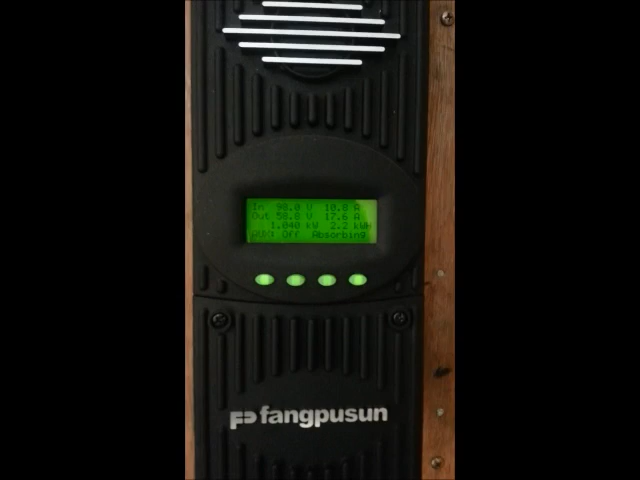 In 98.0 V 10.8 A
Out 58.8 V 17.6 A
1.040 kW 2.2 kWH
AUX: Off Absorbing
fangpusun